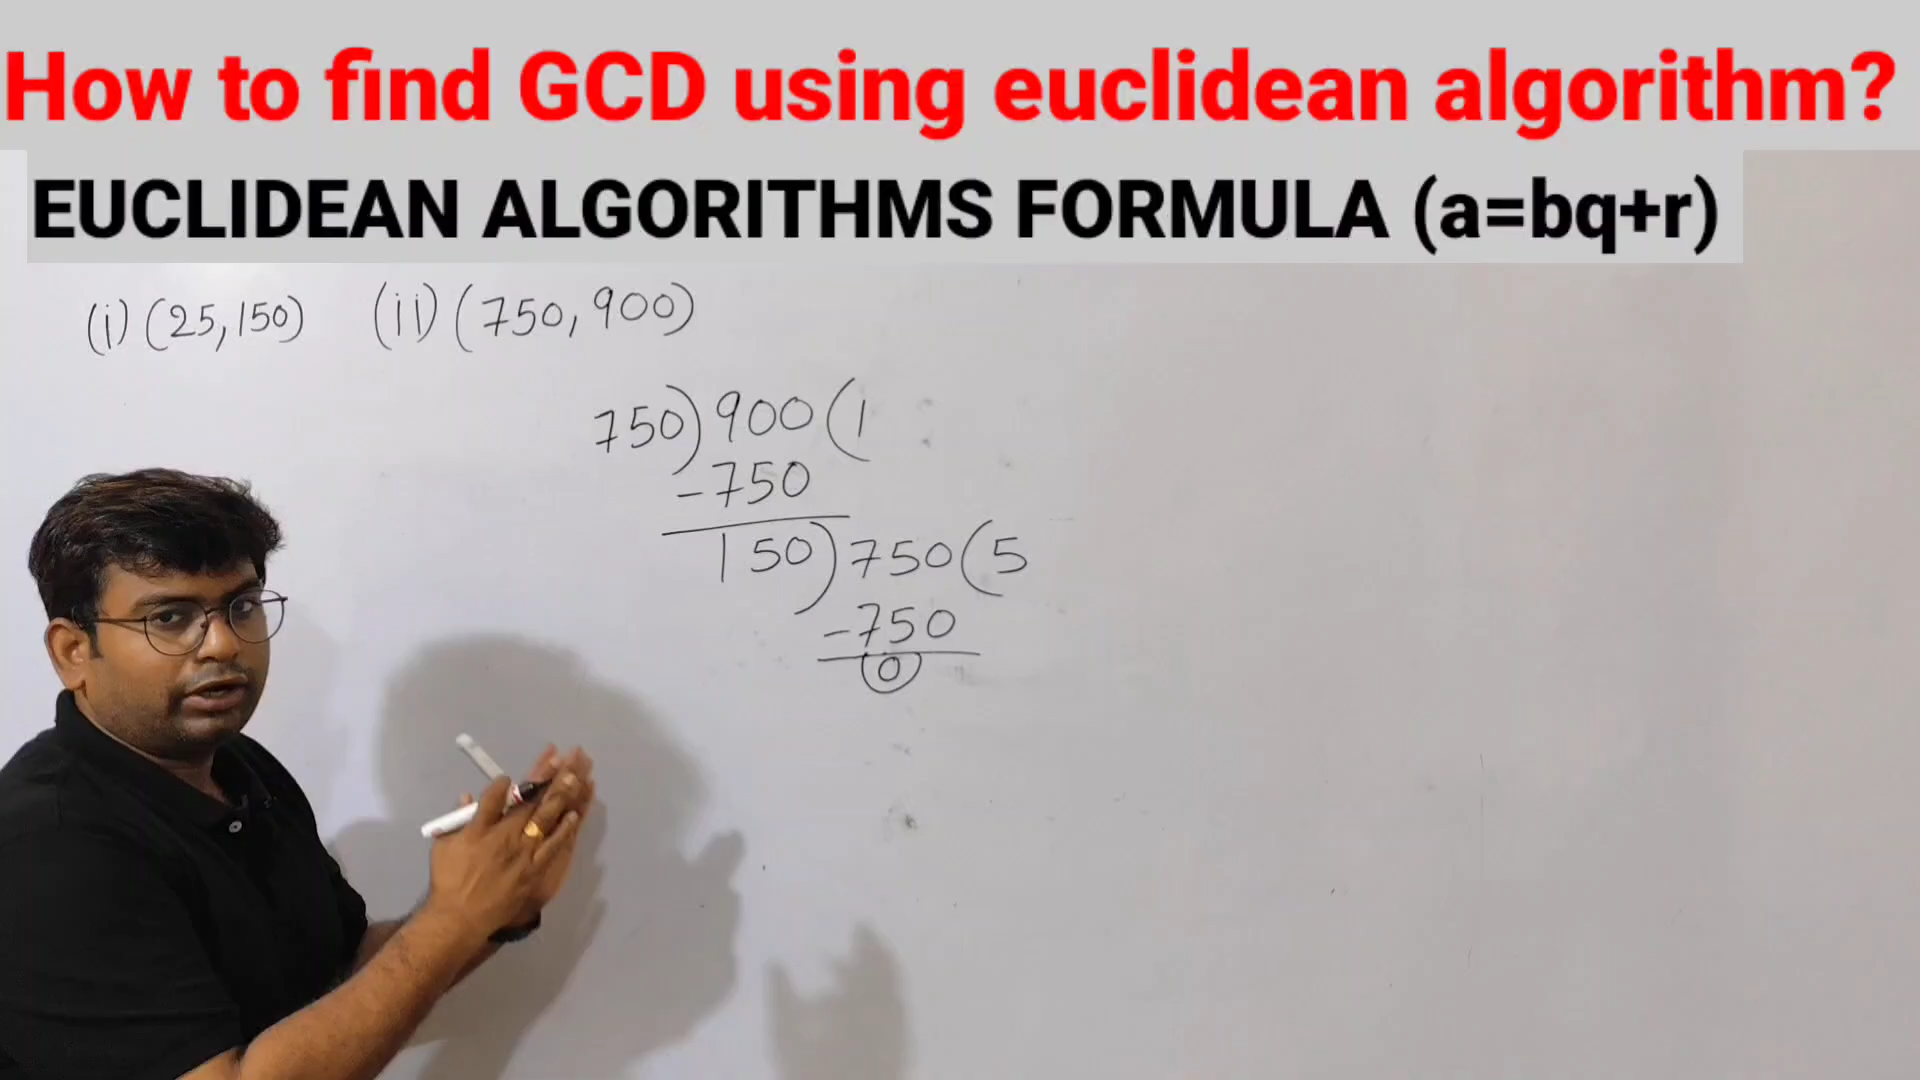 How to find GCD using euclidean algorithm?
EUCLIDEAN ALGORITHMS FORMULA (a=bq+r)
(i) (25,150) (ii) (750, 900)
750)900(1
-750
150)750(5
-750
0